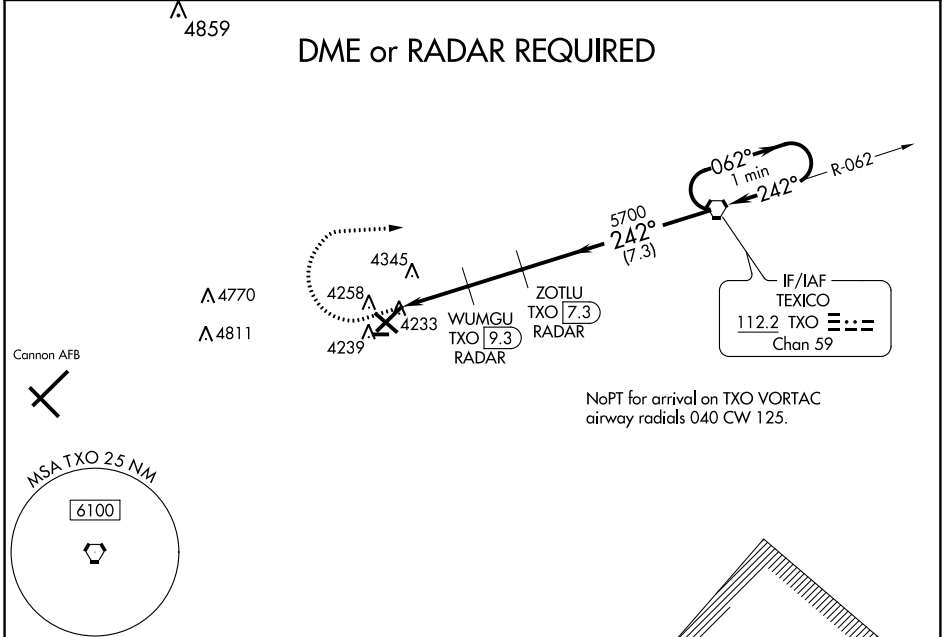 4859
DME or RADAR REQUIRED
062°
1 min
242°
R-062
5700
242°
(7.3)
4345
4770
4258
4811
4233
4239
WUMGU
TXO 9.3
RADAR
ZOTLU
TXO 7.3
RADAR
IF/IAF
TEXICO
112.2 TXO
Chan 59
Cannon AFB
NoPT for arrival on TXO VORTAC
airway radials 040 CW 125.
MSA TXO 25 NM
6100